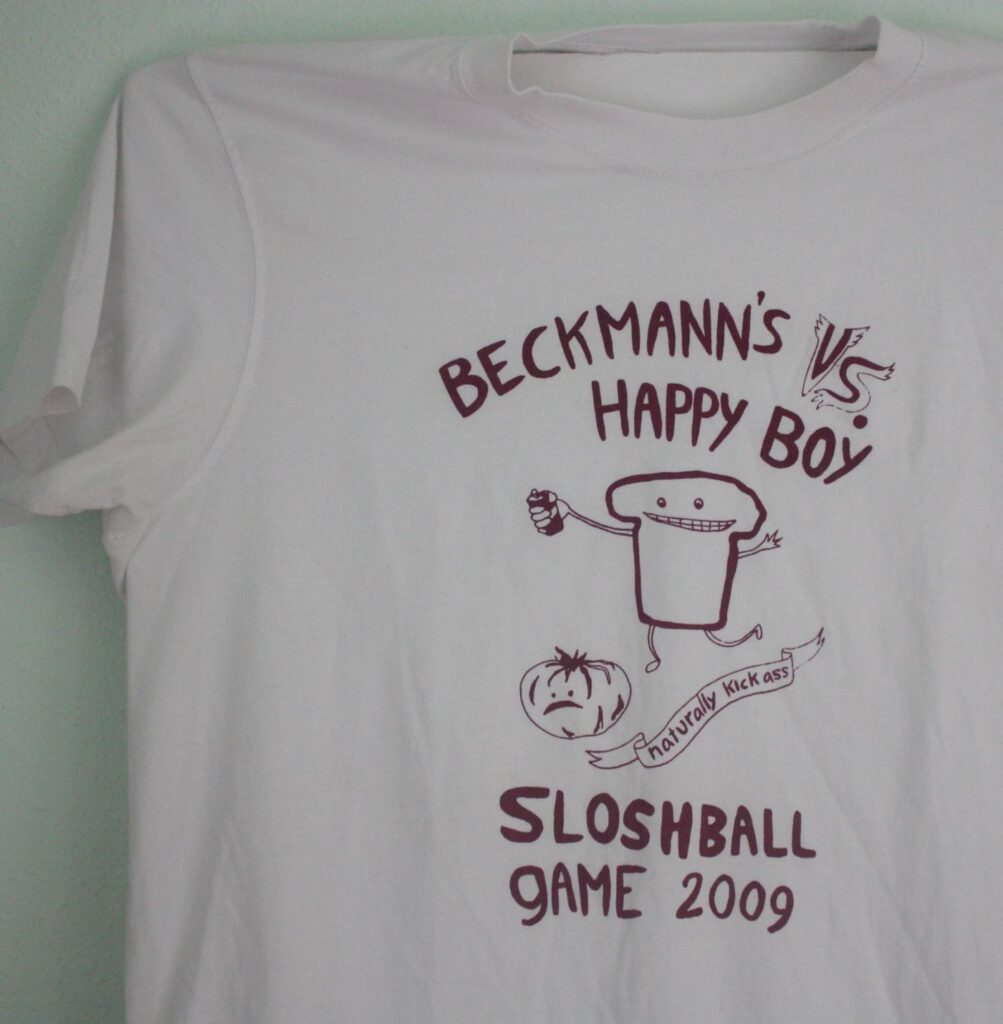 BECKMANN'S VS.
HAPPY BOY
naturally kick ass
SLOSHBALL
gAME 2009